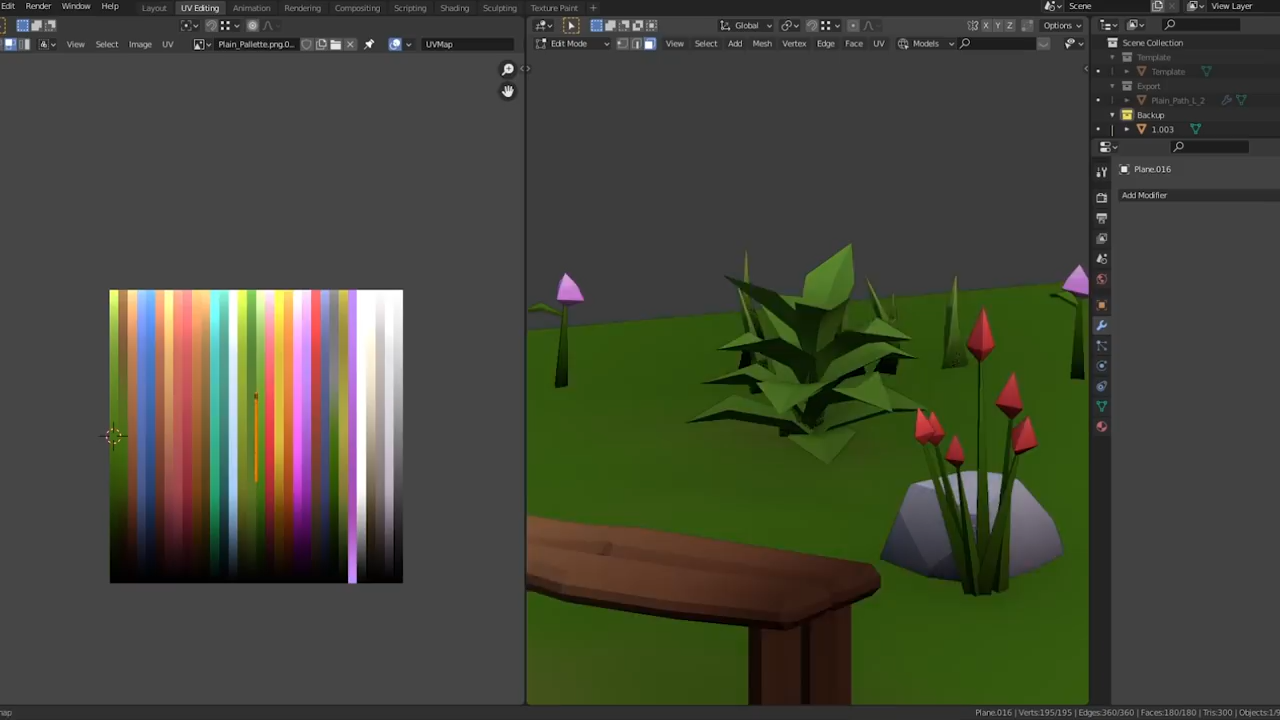 Edit Render Window Help Layout UV Editing Animation Rendering Compositing Scripting Shading Sculpting Texture Paint + Scene View Layer
Global X Y Z Options
View Select Image UV Plain_Pallette.png.0... UVMap
Edit Mode View Select Add Mesh Vertex Edge Face UV Models
Scene Collection
Template
Template
Export
Plain_Path_L_2
Backup
1.003
Plane.016
Add Modifier
Plane.016 | Verts:195/195 | Edges:360/360 | Faces:180/180 | Tris:300 | Objects:1/